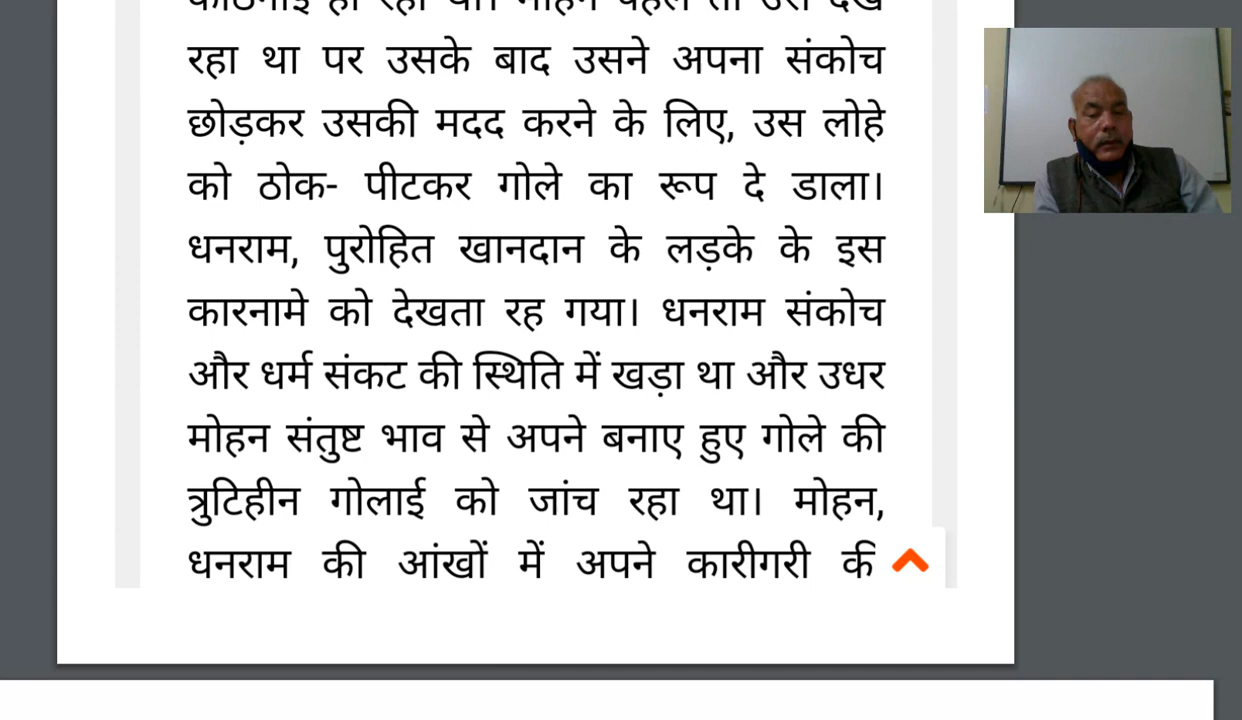 रहा था पर उसके बाद उसने अपना संकोच
छोड़कर उसकी मदद करने के लिए, उस लोहे
को ठोक- पीटकर गोले का रूप दे डाला।
धनराम, पुरोहित खानदान के लड़के के इस
कारनामे को देखता रह गया। धनराम संकोच
और धर्म संकट की स्थिति में खड़ा था और उधर
मोहन संतुष्ट भाव से अपने बनाए हुए गोले की
त्रुटिहीन गोलाई को जांच रहा था। मोहन,
धनराम की आंखों में अपने कारीगरी की